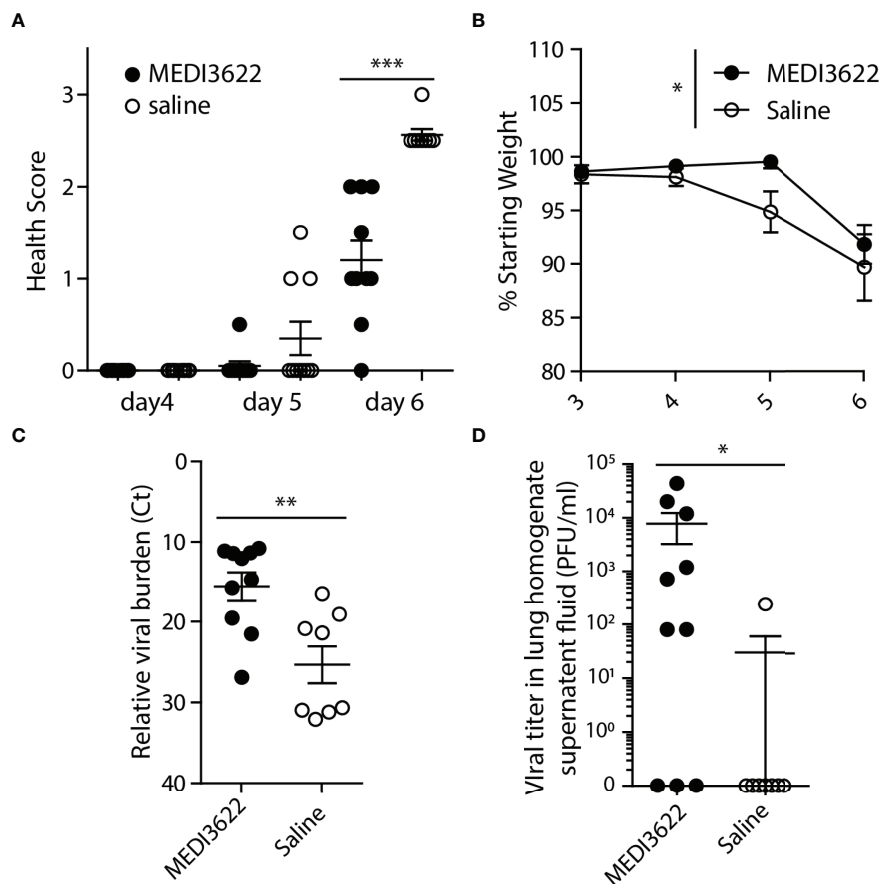 A
MEDI3622
saline
***
Health Score
3
2
1
0
day4
day 5
day 6
B
110
105
100
95
90
85
80
% Starting Weight
*
MEDI3622
Saline
3
4
5
6
C
0
10
20
30
40
Relative viral burden (Ct)
**
MEDI3622
Saline
D
*
VIral titer in lung homogenate
supernatent fluid (PFU/ml)
10⁵
10⁴
10³
10²
10¹
10⁰
0
MEDI3622
Saline